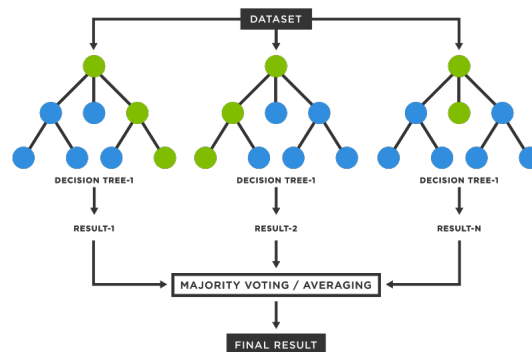 DATASET
DECISION TREE-1 DECISION TREE-1 DECISION TREE-1
RESULT-1 RESULT-2 RESULT-N
MAJORITY VOTING / AVERAGING
FINAL RESULT